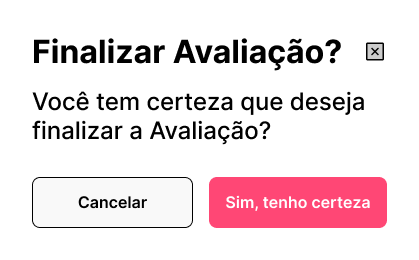 Finalizar Avaliação?
Você tem certeza que deseja
finalizar a Avaliação?
Cancelar
Sim, tenho certeza